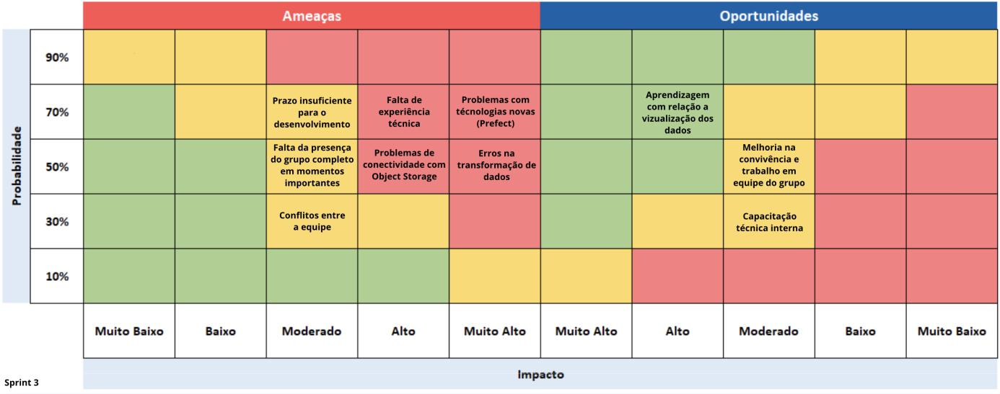 Ameaças
Oportunidades
Probabilidade
90%
70%
Prazo insuficiente
para o
desenvolvimento
Falta de
experiência
técnica
Problemas com
técnologias novas
(Prefect)
Aprendizagem
com relação a
vizualização dos
dados
50%
Falta da presença
do grupo completo
em momentos
importantes
Problemas de
conectividade com
Object Storage
Erros na
transformação de
dados
Melhoria na
convivência e
trabalho em
equipe do grupo
30%
Conflitos entre
a equipe
Capacitação
técnica interna
10%
Muito Baixo
Baixo
Moderado
Alto
Muito Alto
Muito Alto
Alto
Moderado
Baixo
Muito Baixo
Impacto
Sprint 3